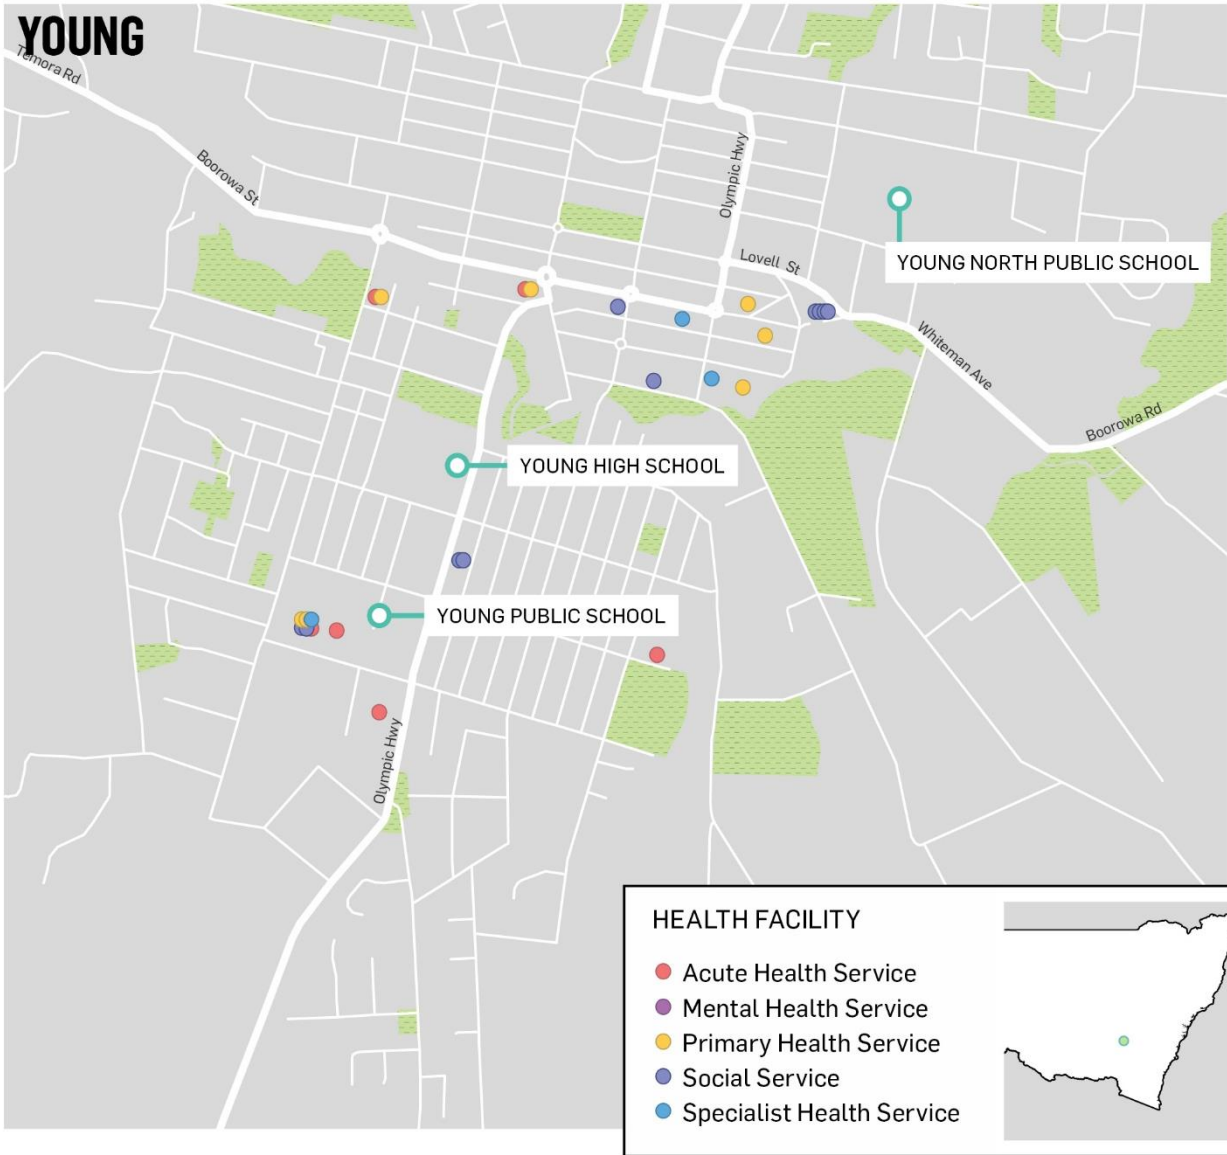 YOUNG
Temora Rd
Boorowa St
Olympic Hwy
Lovell St
YOUNG NORTH PUBLIC SCHOOL
Whiteman Ave
Boorowa Rd
YOUNG HIGH SCHOOL
YOUNG PUBLIC SCHOOL
Olympic Hwy
HEALTH FACILITY
Acute Health Service
Mental Health Service
Primary Health Service
Social Service
Specialist Health Service